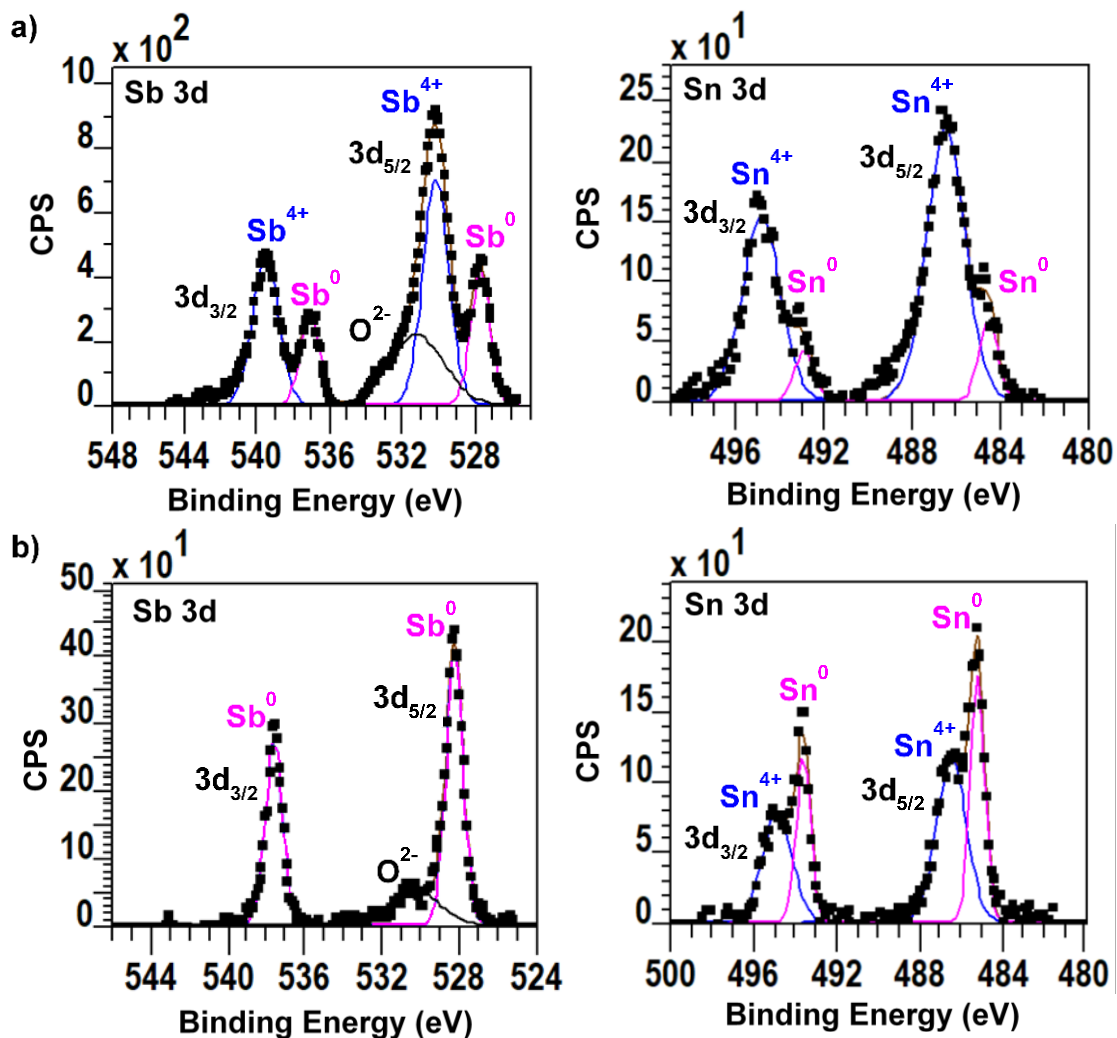 a)
x 10²
Sb 3d
Sb⁴⁺
3d₅/₂
Sb⁴⁺
Sb⁰
Sb⁰
3d₃/₂
O²⁻
10
8
6
4
2
0
CPS
548 544 540 536 532 528
Binding Energy (eV)
x 10¹
Sn 3d
Sn⁴⁺
3d₅/₂
Sn⁴⁺
3d₃/₂
Sn⁰
Sn⁰
25
20
15
10
5
0
CPS
496 492 488 484 480
Binding Energy (eV)
b)
x 10¹
Sb 3d
Sb⁰
3d₅/₂
Sb⁰
3d₃/₂
O²⁻
50
40
30
20
10
0
CPS
544 540 536 532 528 524
Binding Energy (eV)
x 10¹
Sn 3d
Sn⁰
Sn⁰
Sn⁴⁺
3d₅/₂
Sn⁴⁺
3d₃/₂
20
15
10
5
0
CPS
500 496 492 488 484 480
Binding Energy (eV)